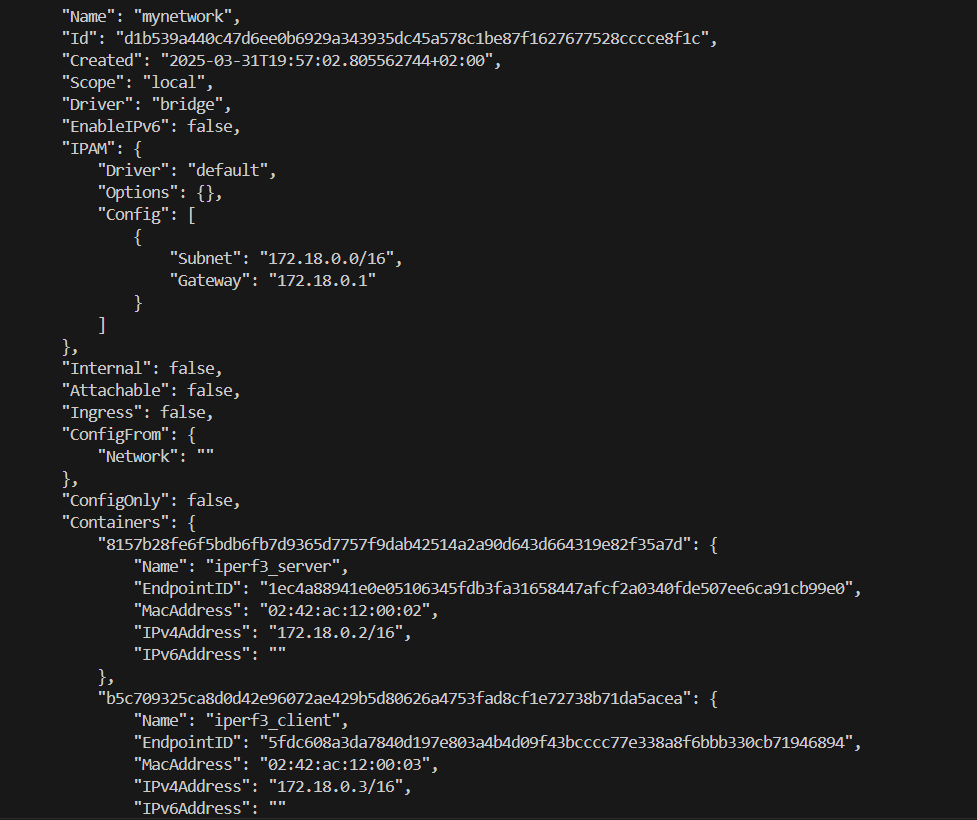 "Name": "mynetwork",
"Id": "d1b539a440c47d6ee0b6929a343935dc45a578c1be87f1627677528cccce8f1c",
"Created": "2025-03-31T19:57:02.805562744+02:00",
"Scope": "local",
"Driver": "bridge",
"EnableIPv6": false,
"IPAM": {
    "Driver": "default",
    "Options": {},
    "Config": [
        {
            "Subnet": "172.18.0.0/16",
            "Gateway": "172.18.0.1"
        }
    ]
},
"Internal": false,
"Attachable": false,
"Ingress": false,
"ConfigFrom": {
    "Network": ""
},
"ConfigOnly": false,
"Containers": {
    "8157b28fe6f5bdb6fb7d9365d7757f9dab42514a2a90d643d664319e82f35a7d": {
        "Name": "iperf3_server",
        "EndpointID": "1ec4a88941e0e05106345fdb3fa31658447afcf2a0340fde507ee6ca91cb99e0",
        "MacAddress": "02:42:ac:12:00:02",
        "IPv4Address": "172.18.0.2/16",
        "IPv6Address": ""
    },
    "b5c709325ca8d0d42e96072ae429b5d80626a4753fad8cf1e72738b71da5acea": {
        "Name": "iperf3_client",
        "EndpointID": "5fdc608a3da7840d197e803a4b4d09f43bcccc77e338a8f6bbb330cb71946894",
        "MacAddress": "02:42:ac:12:00:03",
        "IPv4Address": "172.18.0.3/16",
        "IPv6Address": ""